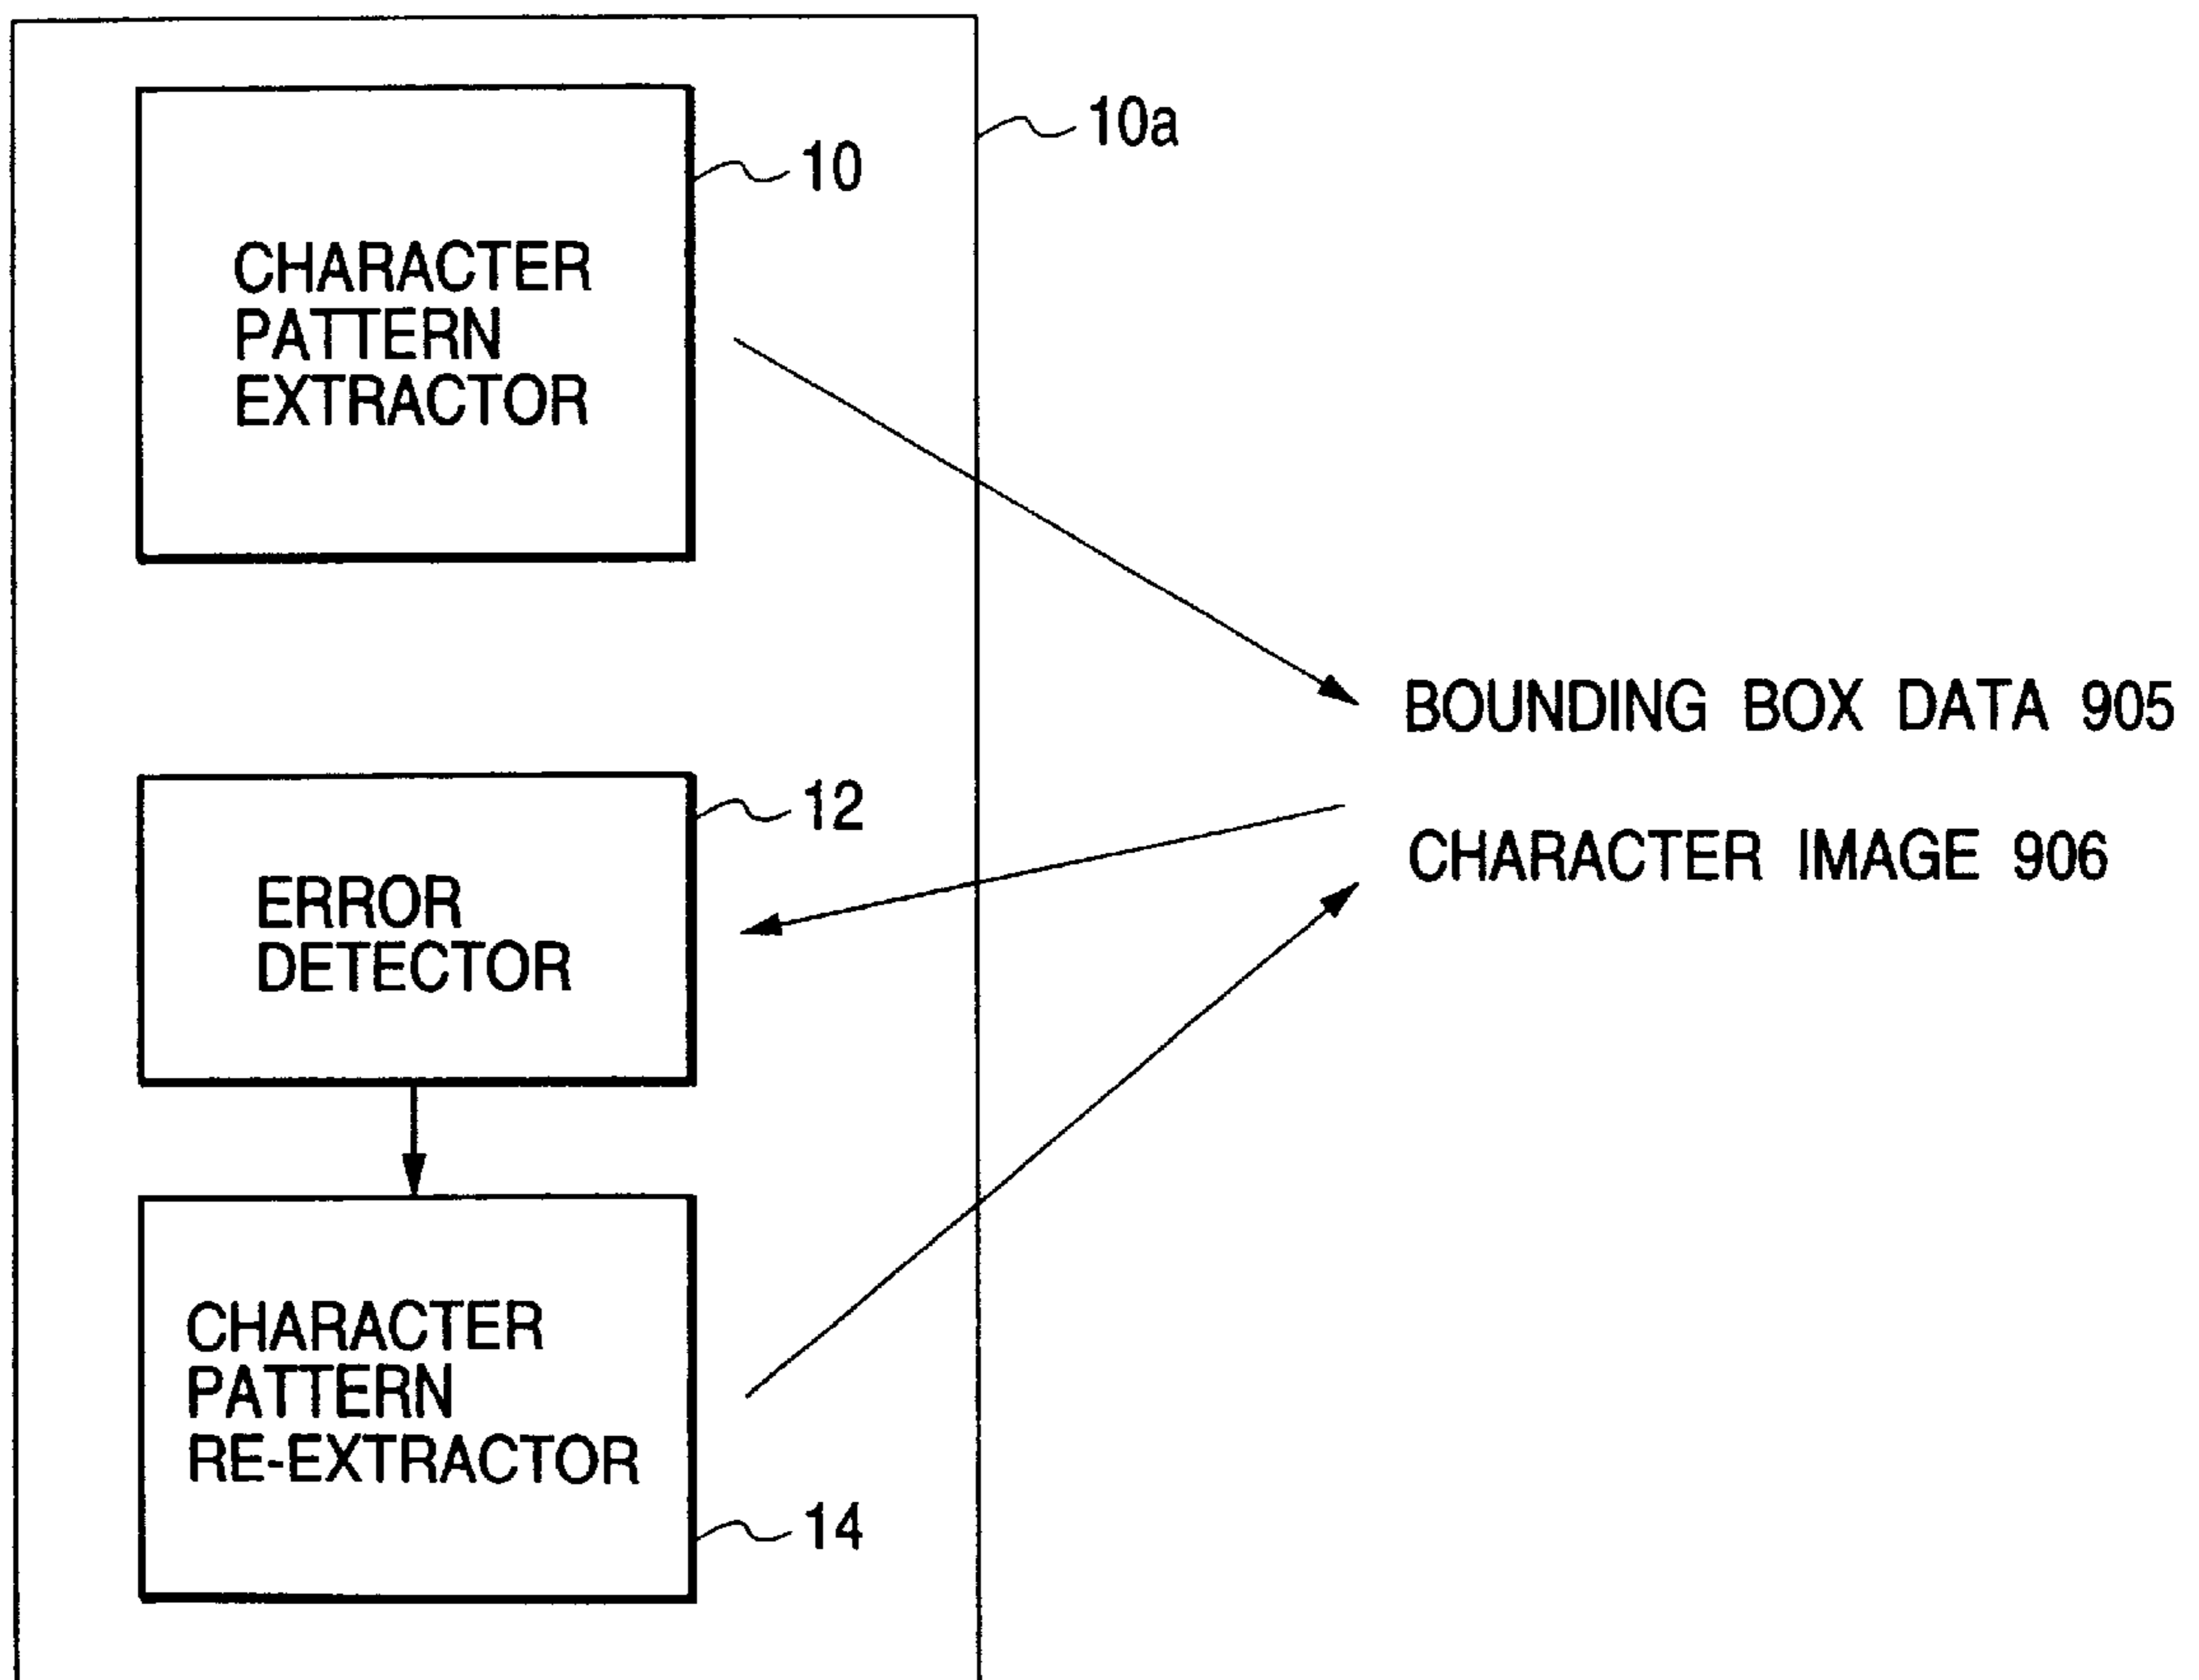 10a
10
CHARACTER
PATTERN
EXTRACTOR
BOUNDING BOX DATA 905
12
CHARACTER IMAGE 906
ERROR
DETECTOR
CHARACTER
PATTERN
RE-EXTRACTOR
14